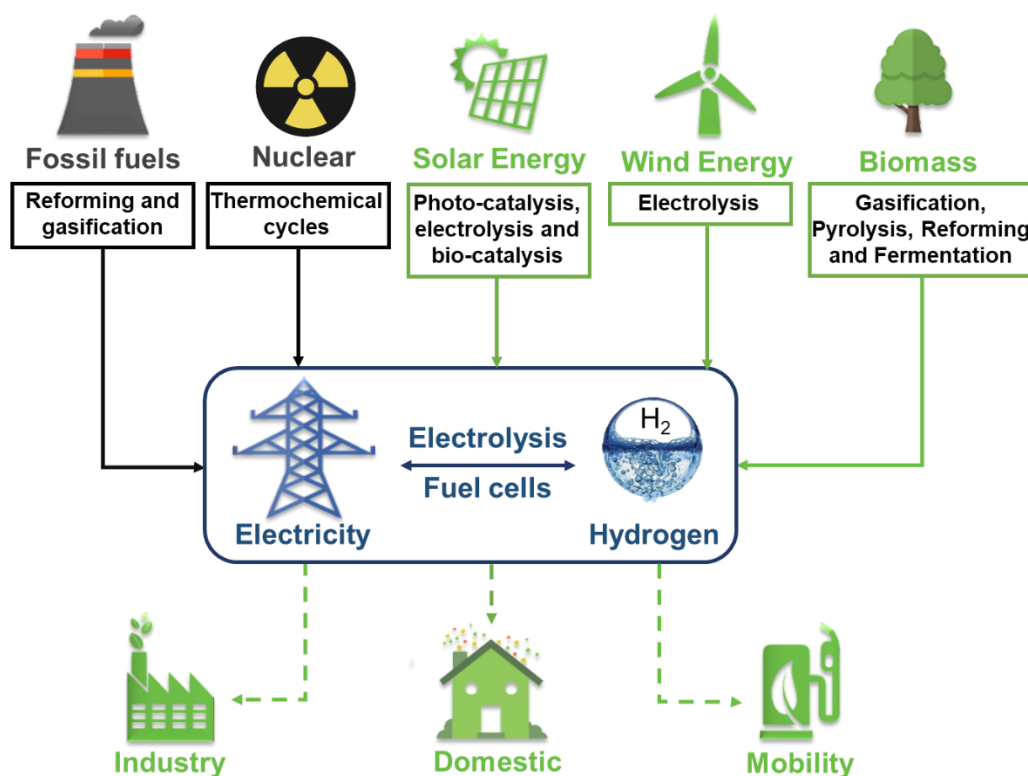 Fossil fuels
Nuclear
Solar Energy
Wind Energy
Biomass
Reforming and
gasification
Thermochemical
cycles
Photo-catalysis,
electrolysis and
bio-catalysis
Electrolysis
Gasification,
Pyrolysis, Reforming
and Fermentation
Electrolysis
Fuel cells
H₂
Electricity
Hydrogen
Industry
Domestic
Mobility